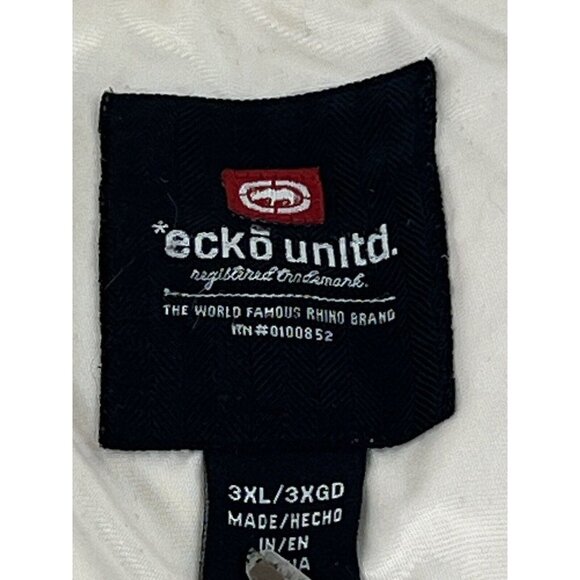 *eckō unltd.
registered trademark.
THE WORLD FAMOUS RHINO BRAND
RN#0100852
3XL/3XGD
MADE/HECHO
IN/EN